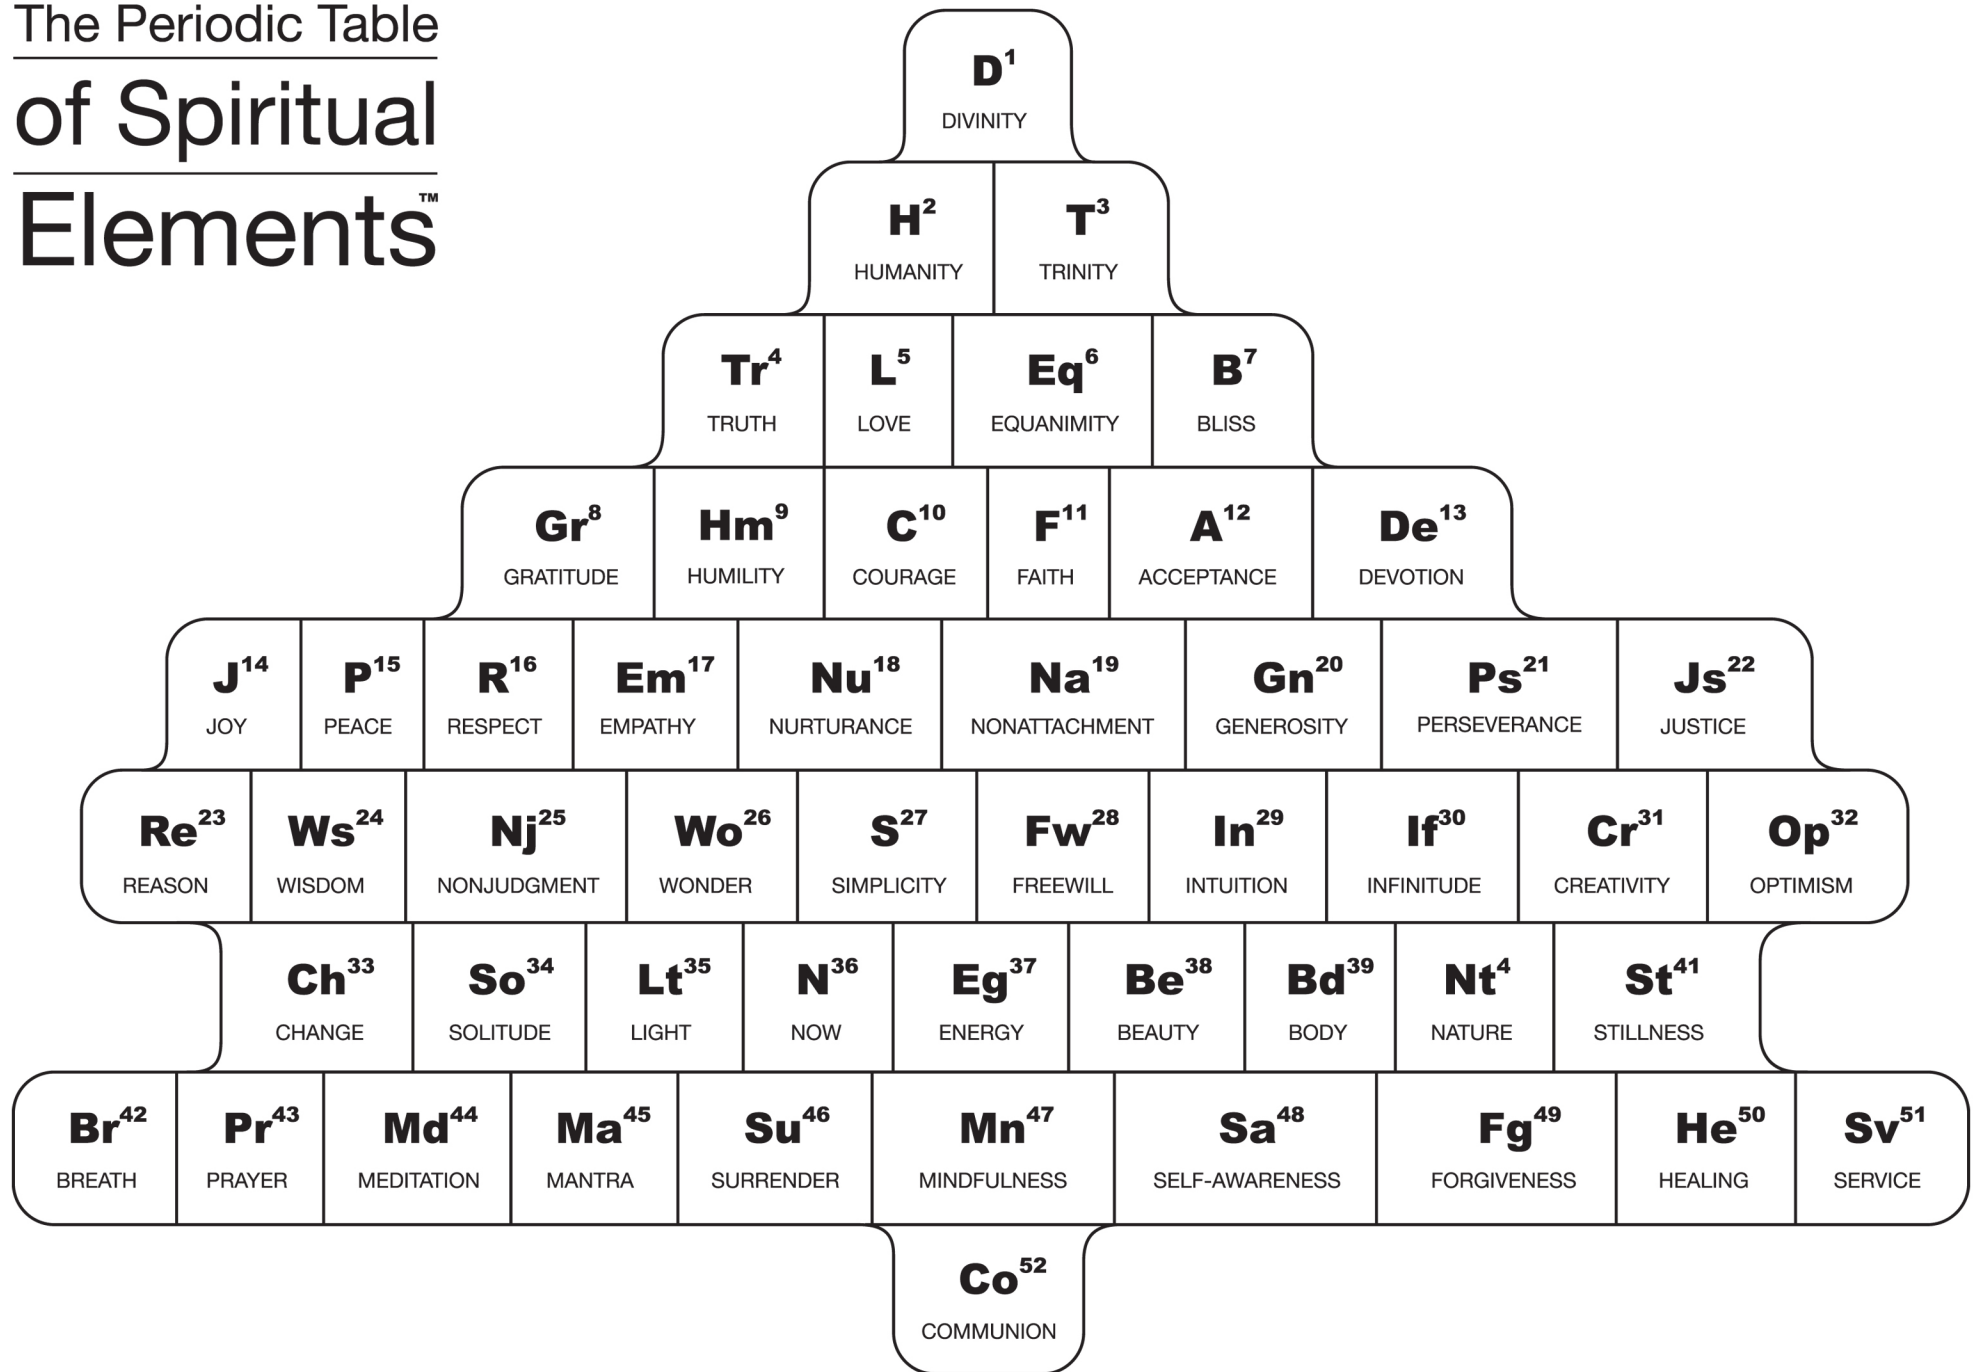 The Periodic Table
of Spiritual
Elements™
D¹
DIVINITY
H² T³
HUMANITY TRINITY
Tr⁴ L⁵ Eq⁶ B⁷
TRUTH LOVE EQUANIMITY BLISS
Gr⁸ Hm⁹ C¹⁰ F¹¹ A¹² De¹³
GRATITUDE HUMILITY COURAGE FAITH ACCEPTANCE DEVOTION
J¹⁴ P¹⁵ R¹⁶ Em¹⁷ Nu¹⁸ Na¹⁹ Gn²⁰ Ps²¹ Js²²
JOY PEACE RESPECT EMPATHY NURTURANCE NONATTACHMENT GENEROSITY PERSEVERANCE JUSTICE
Re²³ Ws²⁴ Nj²⁵ Wo²⁶ S²⁷ Fw²⁸ In²⁹ If³⁰ Cr³¹ Op³²
REASON WISDOM NONJUDGMENT WONDER SIMPLICITY FREEWILL INTUITION INFINITUDE CREATIVITY OPTIMISM
Ch³³ So³⁴ Lt³⁵ N³⁶ Eg³⁷ Be³⁸ Bd³⁹ Nt⁴ St⁴¹
CHANGE SOLITUDE LIGHT NOW ENERGY BEAUTY BODY NATURE STILLNESS
Br⁴² Pr⁴³ Md⁴⁴ Ma⁴⁵ Su⁴⁶ Mn⁴⁷ Sa⁴⁸ Fg⁴⁹ He⁵⁰ Sv⁵¹
BREATH PRAYER MEDITATION MANTRA SURRENDER MINDFULNESS SELF-AWARENESS FORGIVENESS HEALING SERVICE
Co⁵²
COMMUNION